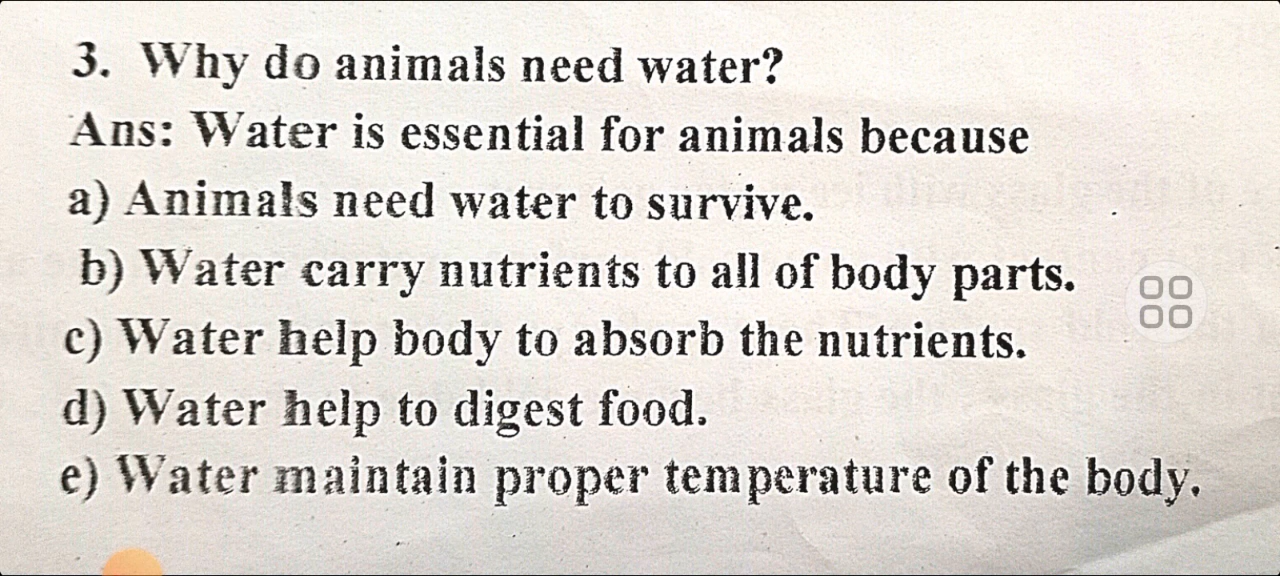 3. Why do animals need water?
Ans: Water is essential for animals because
a) Animals need water to survive.
b) Water carry nutrients to all of body parts.
c) Water help body to absorb the nutrients.
d) Water help to digest food.
e) Water maintain proper temperature of the body.